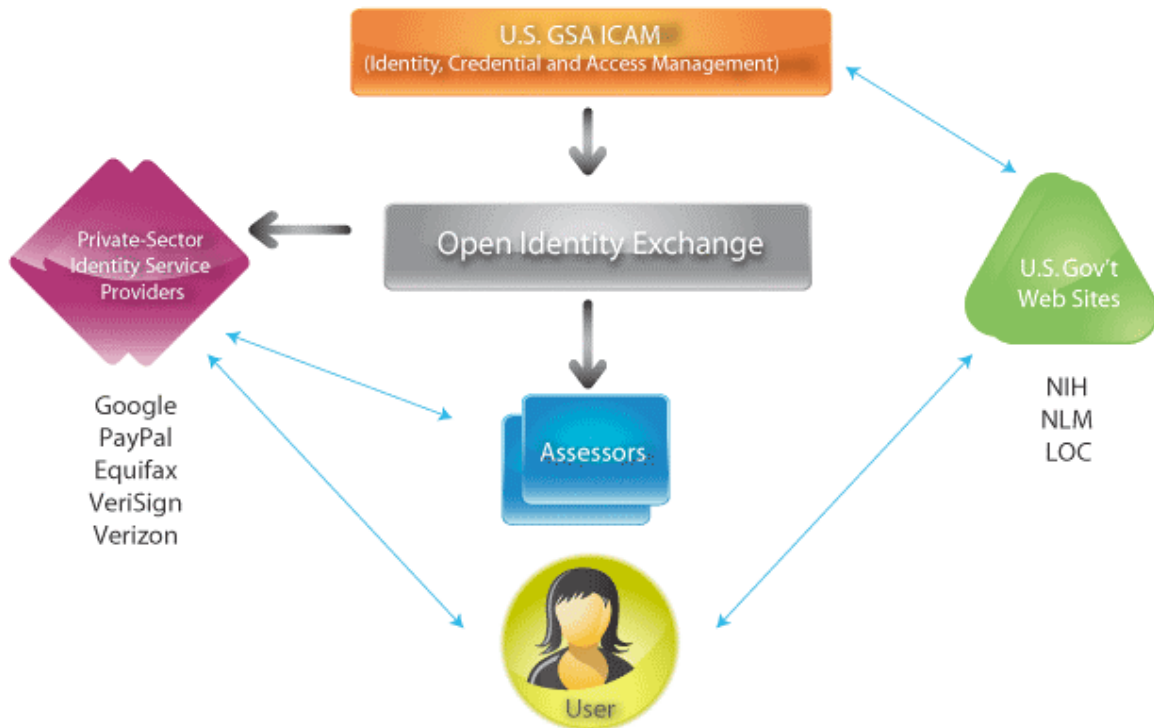 U.S. GSA ICAM
(Identity, Credential and Access Management)
Open Identity Exchange
Private-Sector
Identity Service
Providers
Google
PayPal
Equifax
VeriSign
Verizon
U.S. Gov't
Web Sites
NIH
NLM
LOC
Assessors
User